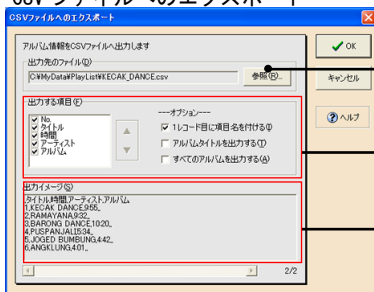 CSVファイルへのエクスポート
CSVファイルへのエクスポート
アルバム情報をCSVファイルへ出力します
出力先のファイル(D)
C:¥MyData¥PlayList¥KECAK_DANCE.csv
参照(R)...
OK
キャンセル
ヘルプ
出力する項目(F)
No.
タイトル
時間
アーティスト
アルバム
---オプション---
1レコード目に項目名を付ける(I)
アルバムタイトルを出力する(T)
すべてのアルバムを出力する(A)
出力イメージ(S)
,タイトル,時間,アーティスト,アルバム
1,KECAK DANCE,9:55,,
2,RAMAYANA,9:32,,
3,BARONG DANCE,10:20,,
4,PUSPANJALI,5:34,,
5,JOGED BUMBUNG,4:42,,
6,ANGKLUNG,4:01,,
2/2